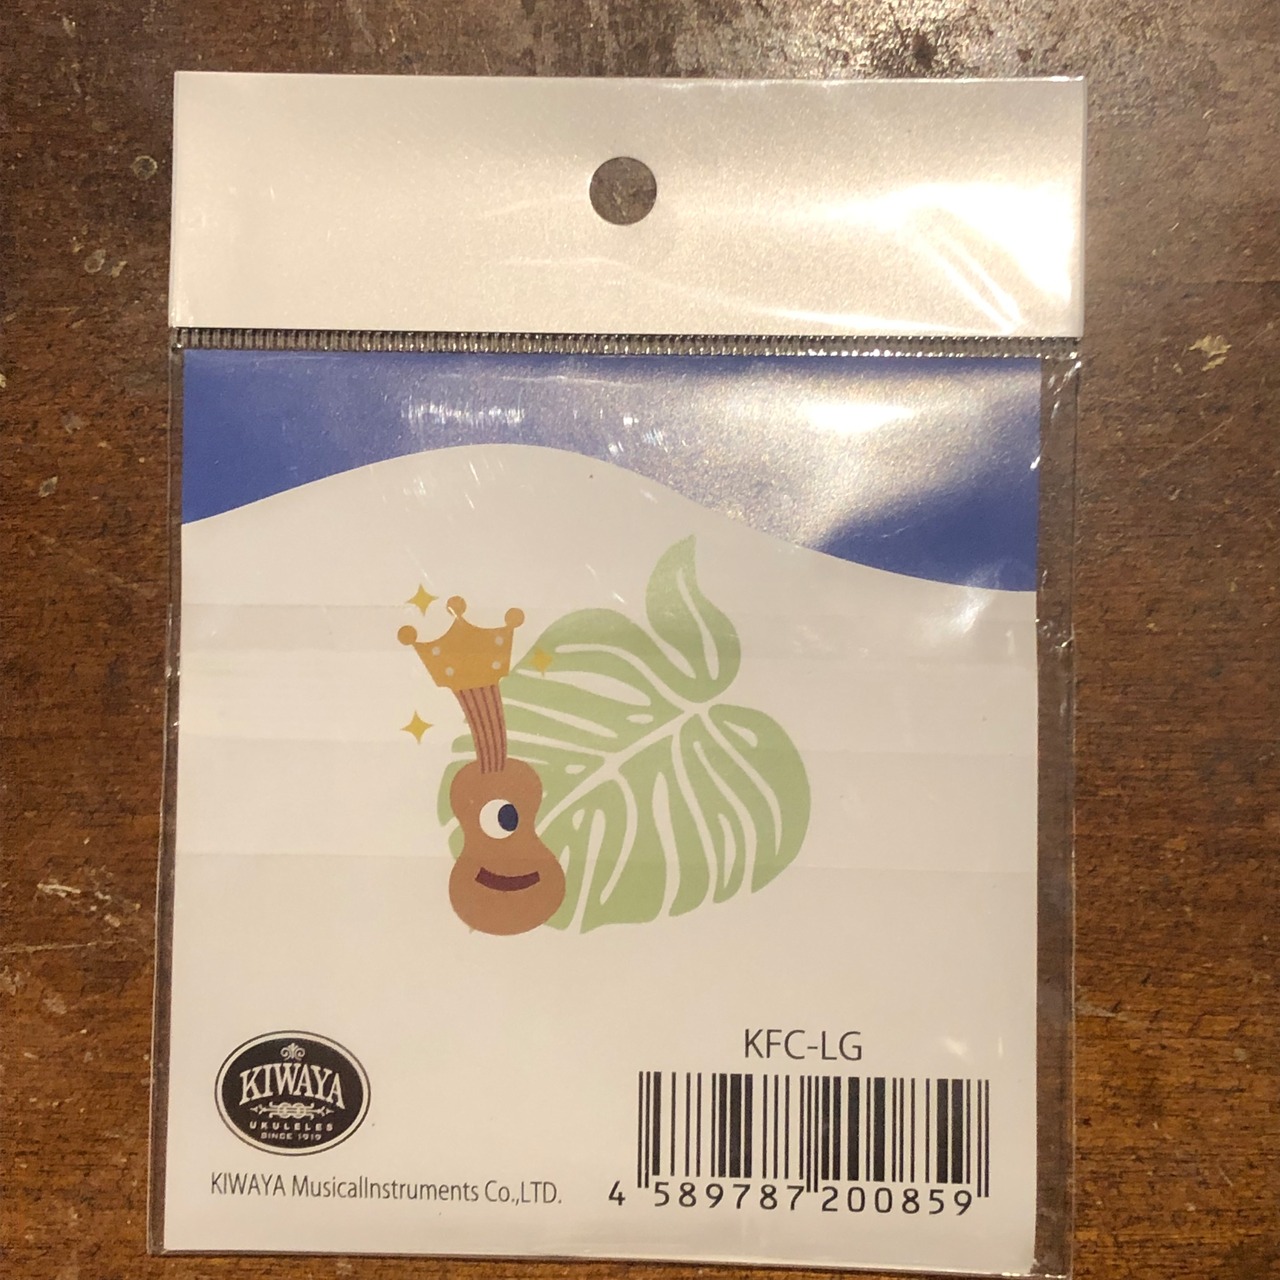 KFC-LG
KIWAYA
UKULELES
SINCE 1919
KIWAYA MusicalInstruments Co.,LTD.
4 589787 200859